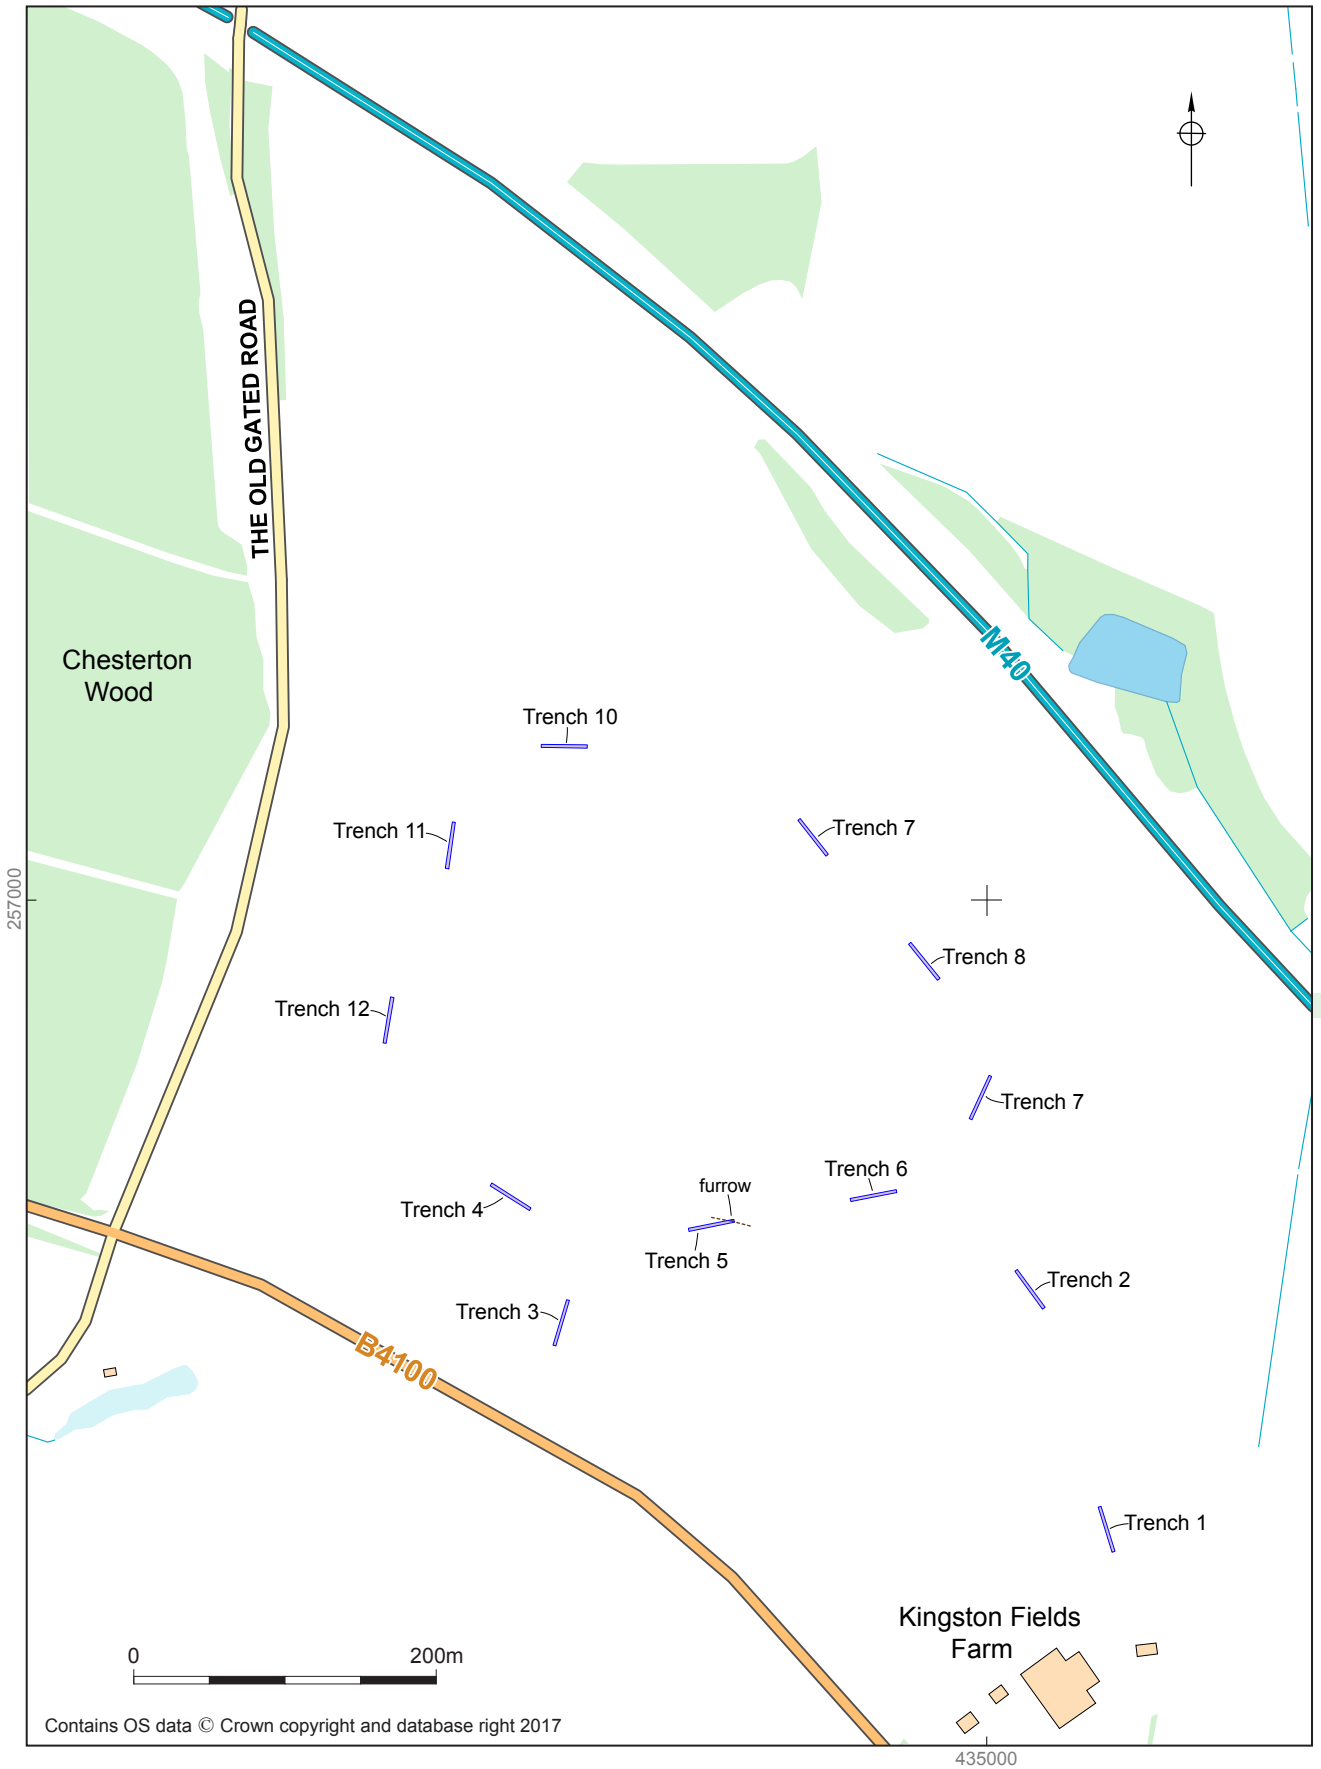 THE OLD GATED ROAD
M40
Chesterton
Wood
Trench 10
Trench 11
Trench 7
257000
Trench 8
Trench 12
Trench 7
Trench 6
furrow
Trench 4
Trench 5
Trench 2
Trench 3
B4100
Trench 1
Kingston Fields
Farm
0 200m
Contains OS data © Crown copyright and database right 2017
435000